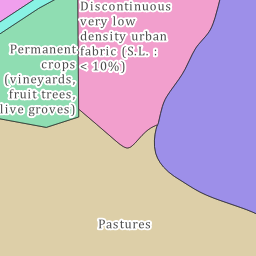 Discontinuous
very low
density urban
fabric (S.L. :
< 10%)
Permanent
crops
(vineyards,
fruit trees,
live groves)
Pastures